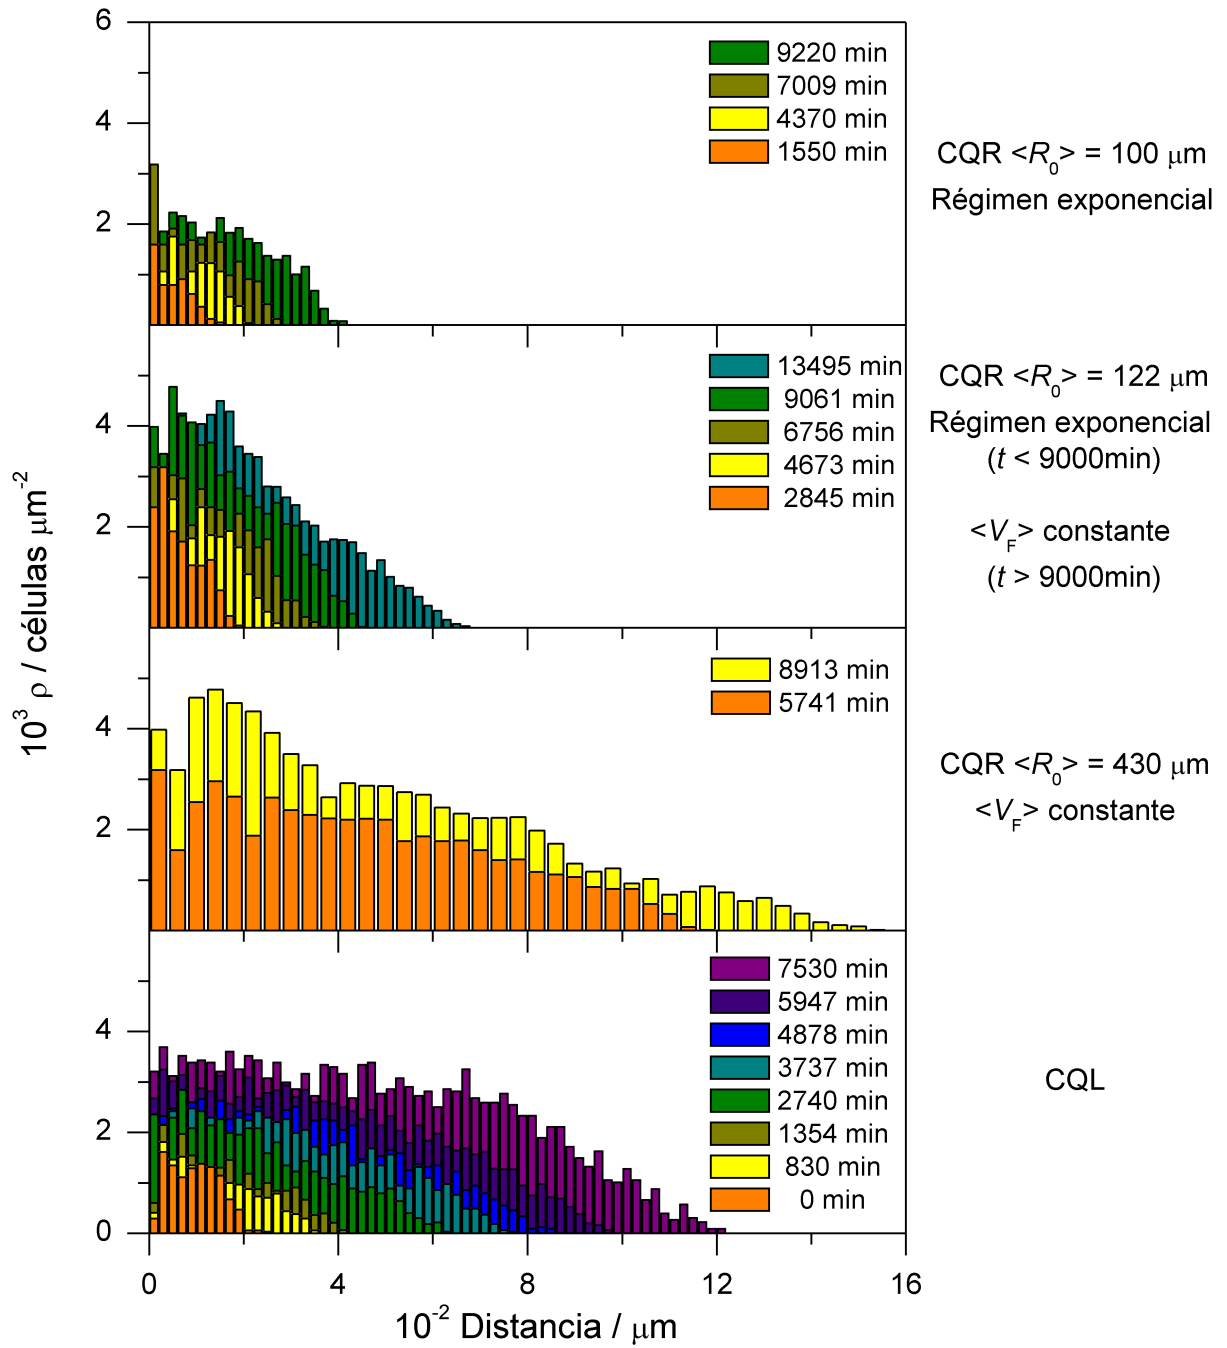 6
4
2
9220 min
7009 min
4370 min
1550 min
CQR <R₀> = 100 μm
Régimen exponencial
4
2
13495 min
9061 min
6756 min
4673 min
2845 min
CQR <R₀> = 122 μm
Régimen exponencial
(t < 9000min)
<V_F> constante
(t > 9000min)
10³ ρ / células μm⁻²
4
2
8913 min
5741 min
CQR <R₀> = 430 μm
<V_F> constante
4
2
0
7530 min
5947 min
4878 min
3737 min
2740 min
1354 min
830 min
0 min
CQL
0 4 8 12 16
10⁻² Distancia / μm